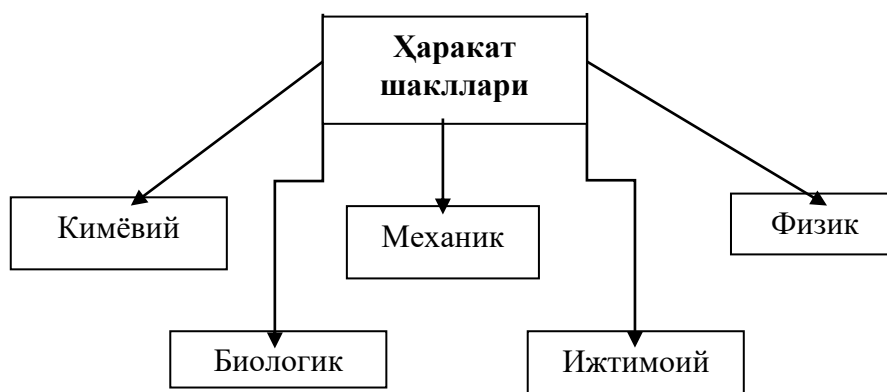 Ҳаракат
шакллари
Кимёвий
Механик
Физик
Биологик
Ижтимоий